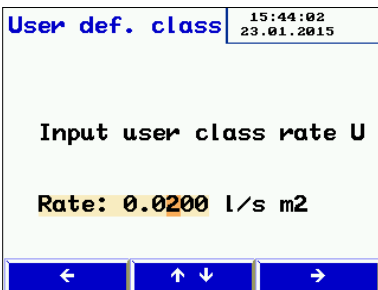 User def. class
15:44:02
23.01.2015
Input user class rate U
Rate: 0.0200 l/s m2
← ↑ ↓ →